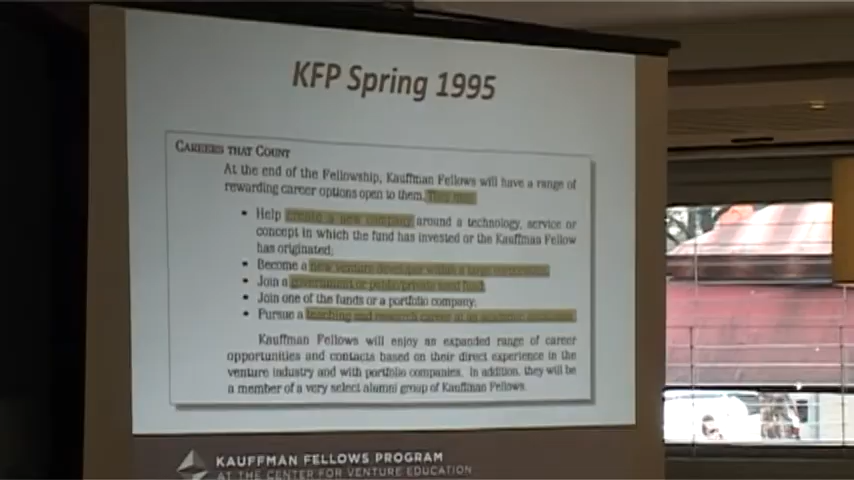 KFP Spring 1995
CAREERS THAT COUNT
At the end of the Fellowship, Kauffman Fellows will have a range of
rewarding career options open to them. They may:
• Help create a new company around a technology, service or
concept in which the fund has invested or the Kauffman Fellow
has originated;
• Become a new venture developer within a large corporation;
• Join a government or public/private seed fund;
• Join one of the funds or a portfolio company;
• Pursue a teaching and research career at an academic
Kauffman Fellows will enjoy an expanded range of career
opportunities and contacts based on their direct experience in the
venture industry and with portfolio companies. In addition, they will be
a member of a very select alumni group of Kauffman Fellows.
KAUFFMAN FELLOWS PROGRAM
AT THE CENTER FOR VENTURE EDUCATION